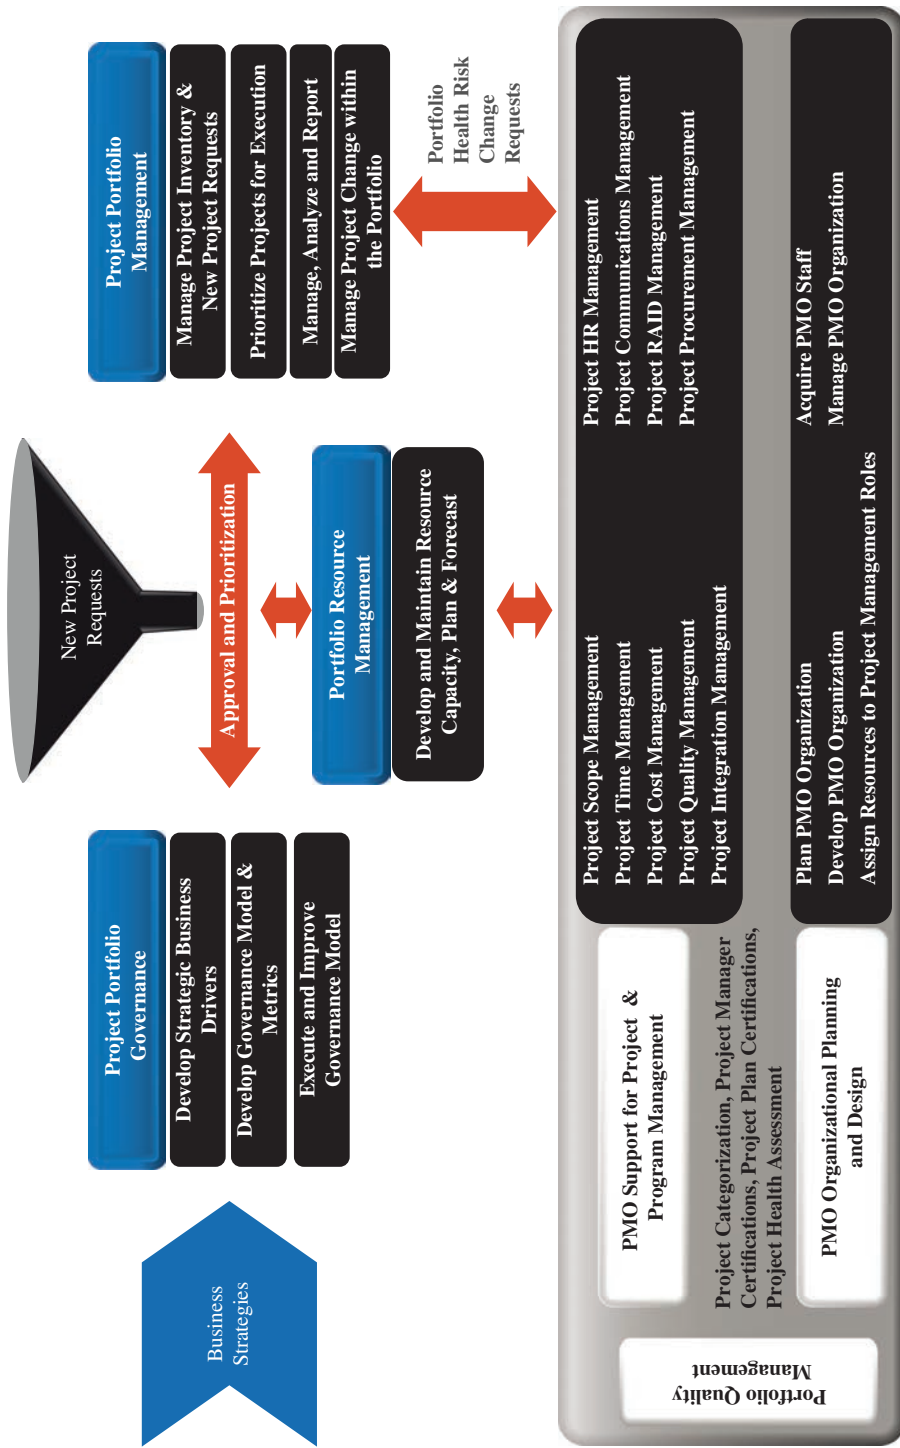 New Project
Requests
Business
Strategies
Project Portfolio
Governance
Develop Strategic Business
Drivers
Develop Governance Model &
Metrics
Execute and Improve
Governance Model
Approval and Prioritization
Portfolio Resource
Management
Develop and Maintain Resource
Capacity, Plan & Forecast
Project Portfolio
Management
Manage Project Inventory &
New Project Requests
Prioritize Projects for Execution
Manage, Analyze and Report
Manage Project Change within
the Portfolio
Portfolio
Health Risk
Change
Requests
Portfolio Quality
Management
PMO Support for Project &
Program Management
Project Scope Management
Project Time Management
Project Cost Management
Project Quality Management
Project Integration Management
Project HR Management
Project Communications Management
Project RAID Management
Project Procurement Management
Project Categorization, Project Manager
Certifications, Project Plan Certifications,
Project Health Assessment
PMO Organizational Planning
and Design
Plan PMO Organization
Develop PMO Organization
Assign Resources to Project Management Roles
Acquire PMO Staff
Manage PMO Organization